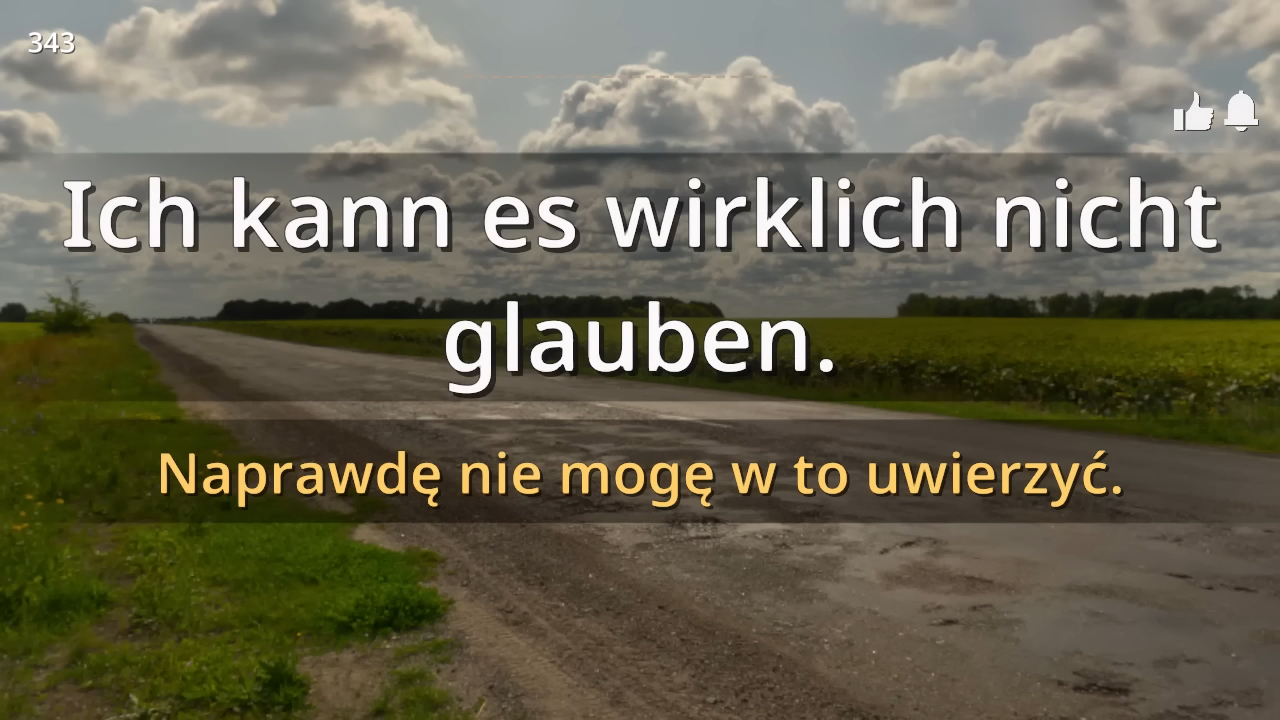 343
Ich kann es wirklich nicht
glauben.
Naprawdę nie mogę w to uwierzyć.